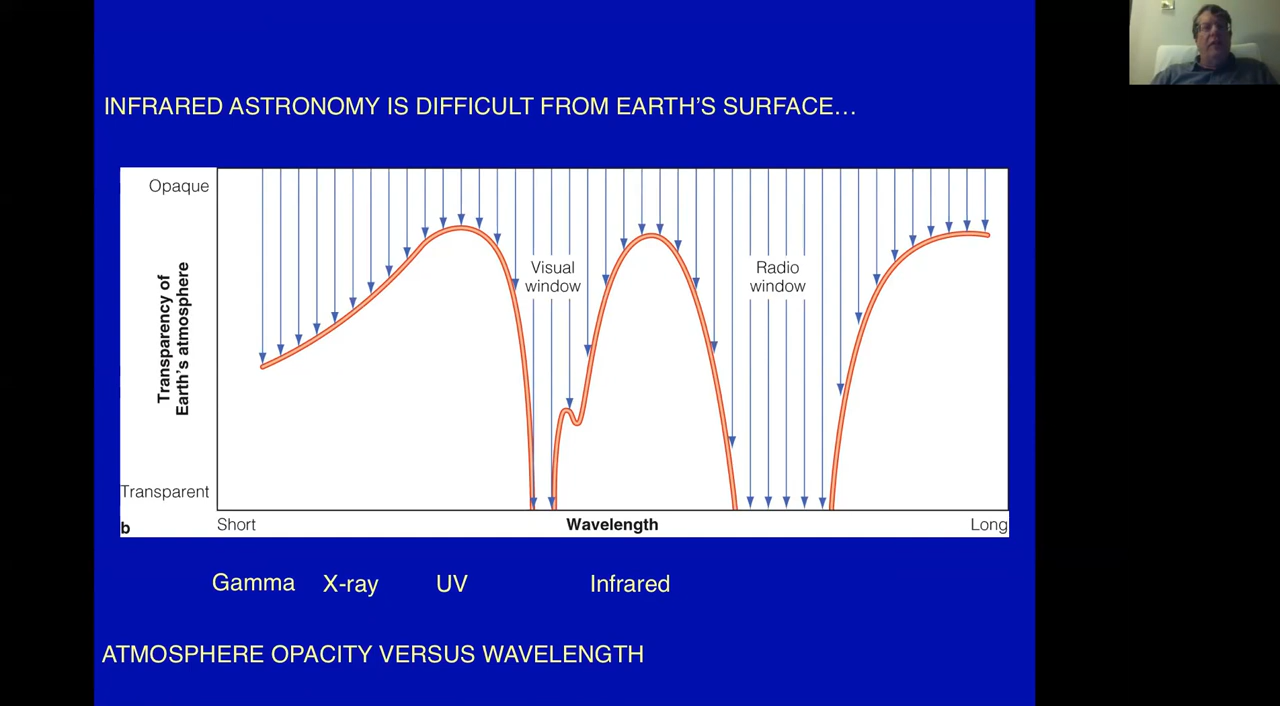 INFRARED ASTRONOMY IS DIFFICULT FROM EARTH'S SURFACE…
Opaque
Transparency of
Earth's atmosphere
Visual
window
Radio
window
Transparent
b
Short
Wavelength
Long
Gamma
X-ray
UV
Infrared
ATMOSPHERE OPACITY VERSUS WAVELENGTH